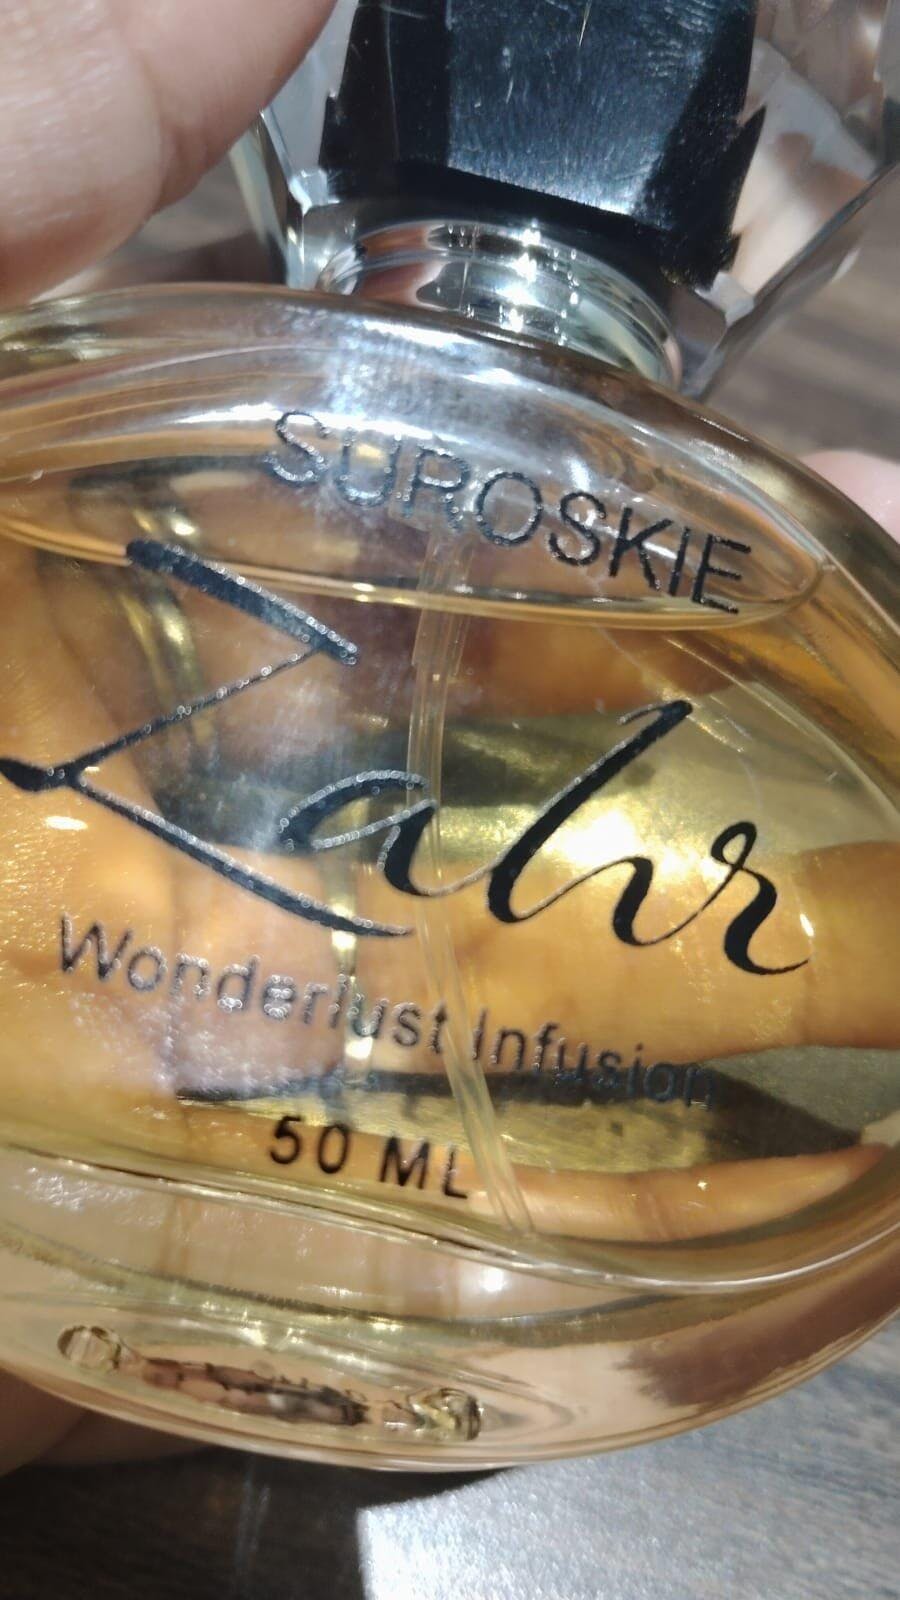 SUROSKIE
Zahr
Wonderlust Infusion
50 ML